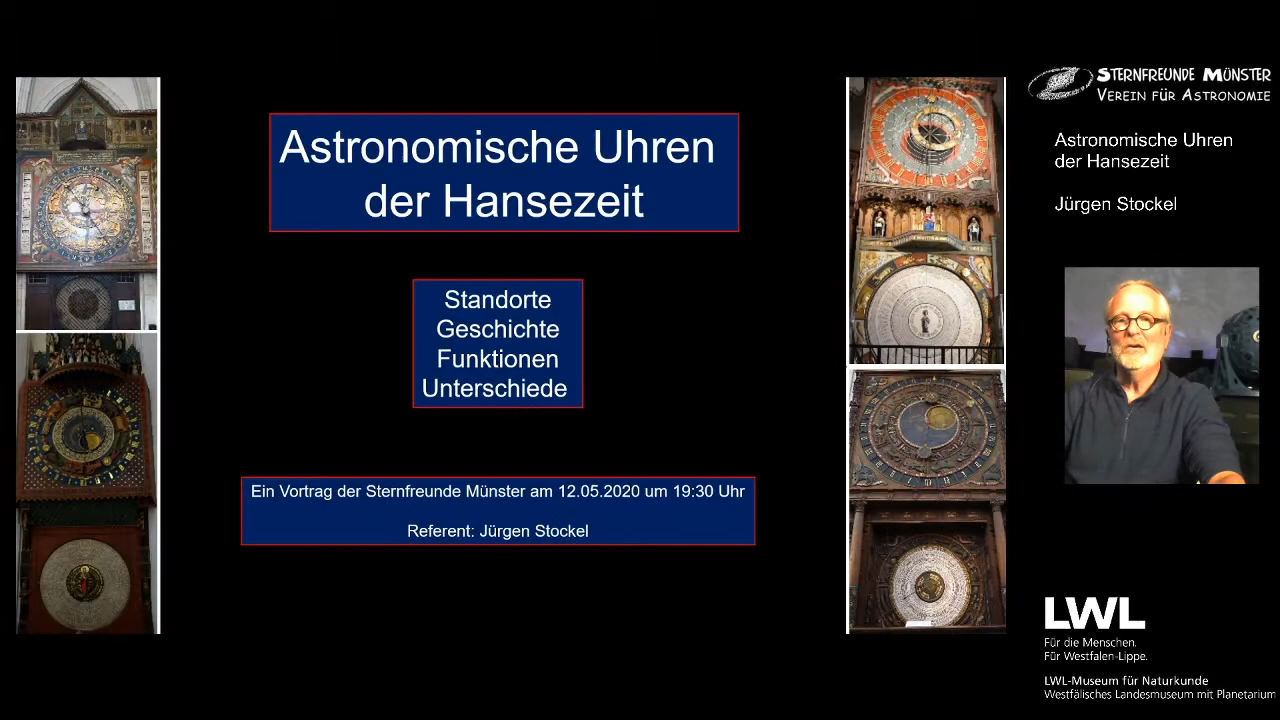 Astronomische Uhren
der Hansezeit
Standorte
Geschichte
Funktionen
Unterschiede
Ein Vortrag der Sternfreunde Münster am 12.05.2020 um 19:30 Uhr
Referent: Jürgen Stockel
STERNFREUNDE MÜNSTER
VEREIN FÜR ASTRONOMIE
Astronomische Uhren
der Hansezeit
Jürgen Stockel
LWL
Für die Menschen.
Für Westfalen-Lippe.
LWL-Museum für Naturkunde
Westfälisches Landesmuseum mit Planetarium